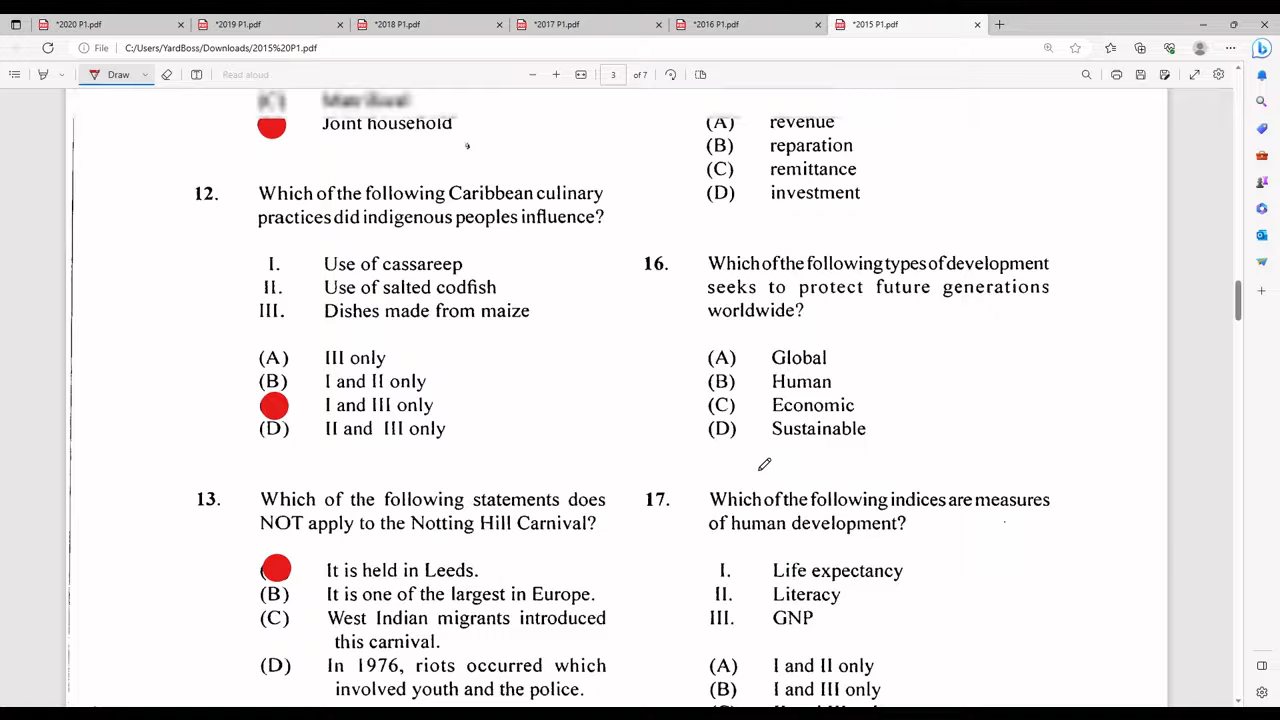 *2020 P1.pdf
*2019 P1.pdf
*2018 P1.pdf
*2017 P1.pdf
*2016 P1.pdf
*2015 P1.pdf
File C:/Users/YardBoss/Downloads/2015%20P1.pdf
Draw
Read aloud
3 of 7
Joint household
12. Which of the following Caribbean culinary
practices did indigenous peoples influence?
I. Use of cassareep
II. Use of salted codfish
III. Dishes made from maize
(A) III only
(B) I and II only
I and III only
(D) II and III only
13. Which of the following statements does
NOT apply to the Notting Hill Carnival?
It is held in Leeds.
(B) It is one of the largest in Europe.
(C) West Indian migrants introduced
this carnival.
(D) In 1976, riots occurred which
involved youth and the police.
(A) revenue
(B) reparation
(C) remittance
(D) investment
16. Which of the following types of development
seeks to protect future generations
worldwide?
(A) Global
(B) Human
(C) Economic
(D) Sustainable
17. Which of the following indices are measures
of human development?
I. Life expectancy
II. Literacy
III. GNP
(A) I and II only
(B) I and III only